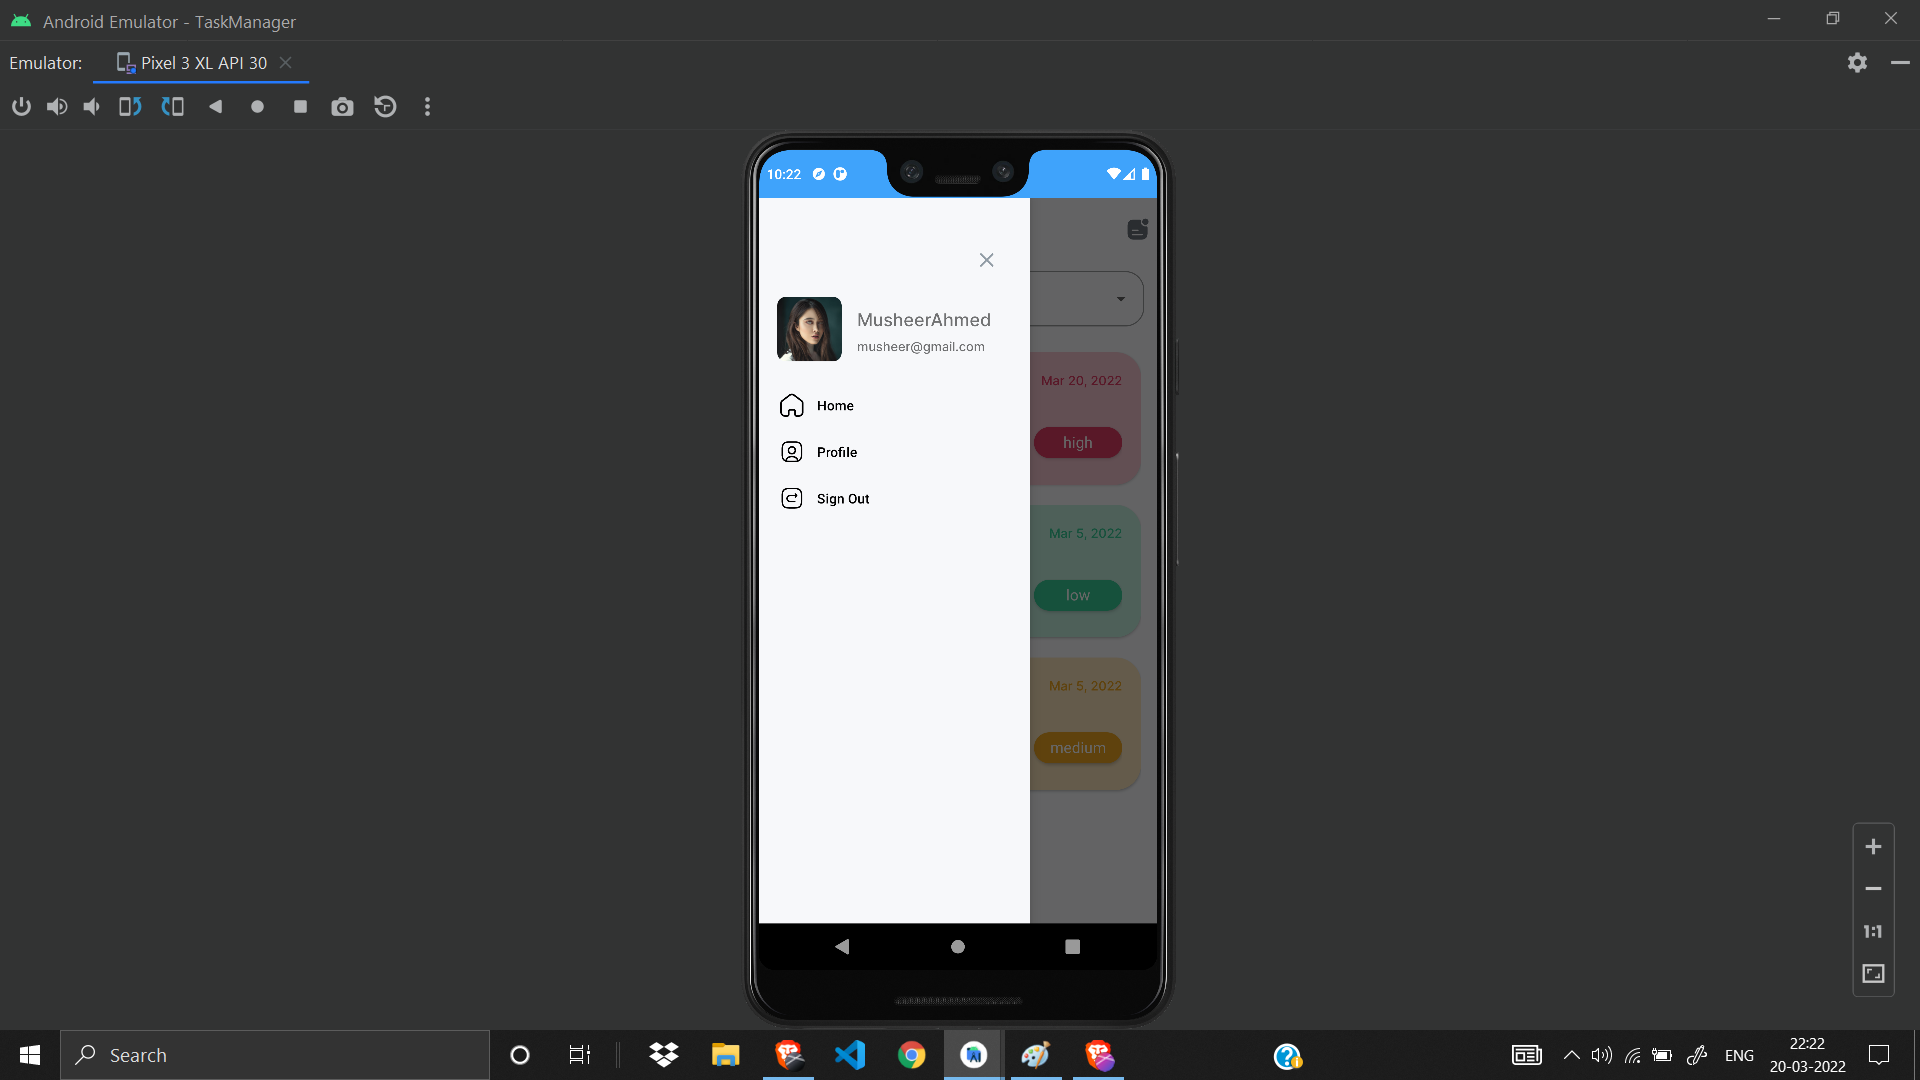 Android Emulator - TaskManager
Emulator: Pixel 3 XL API 30
10:22
MusheerAhmed
musheer@gmail.com
Home
Profile
Sign Out
Mar 20, 2022
high
Mar 5, 2022
low
Mar 5, 2022
medium
1:1
Search
ENG
22:22
20-03-2022